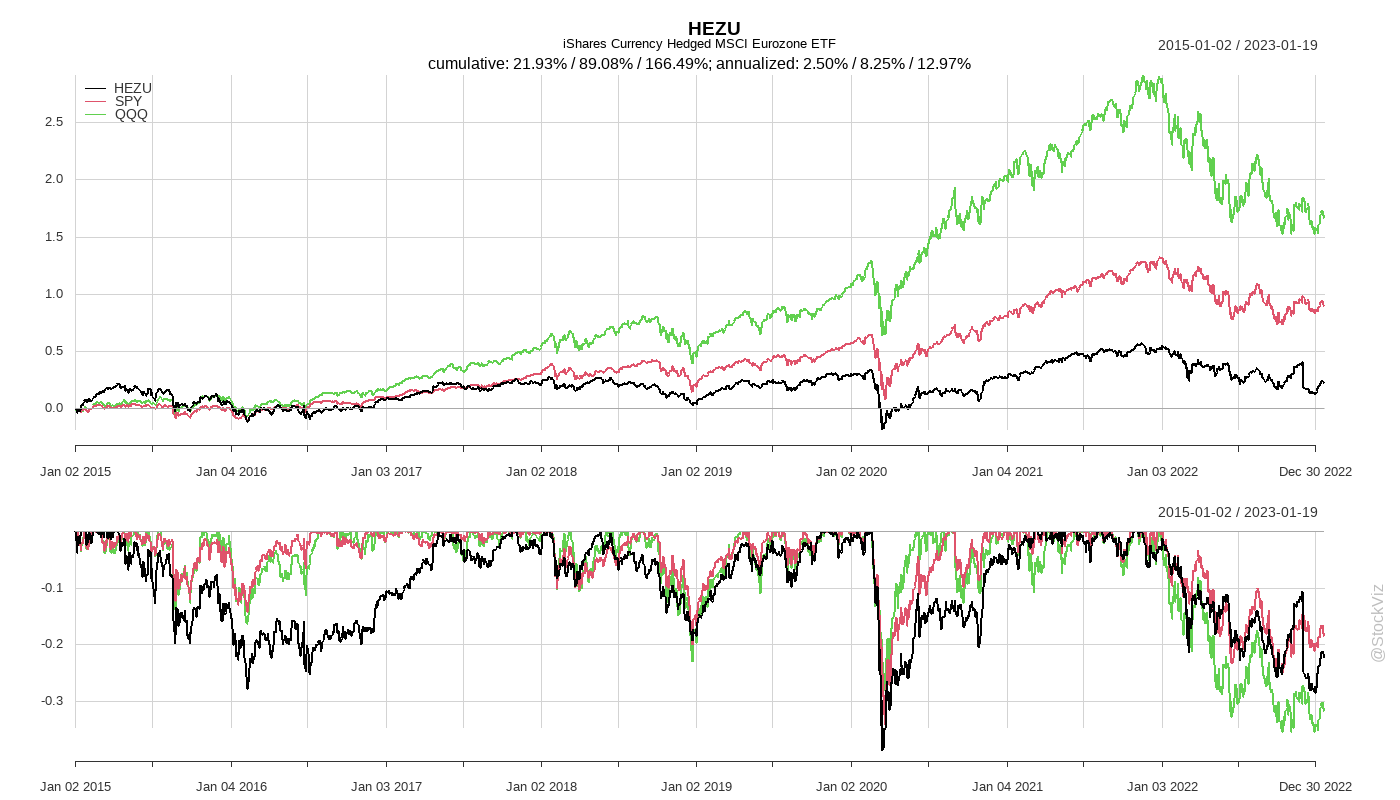 HEZU
iShares Currency Hedged MSCI Eurozone ETF
2015-01-02 / 2023-01-19
cumulative: 21.93% / 89.08% / 166.49%; annualized: 2.50% / 8.25% / 12.97%
HEZU
SPY
QQQ
2.5
2.0
1.5
1.0
0.5
0.0
Jan 02 2015 Jan 04 2016 Jan 03 2017 Jan 02 2018 Jan 02 2019 Jan 02 2020 Jan 04 2021 Jan 03 2022 Dec 30 2022
2015-01-02 / 2023-01-19
-0.1
-0.2
-0.3
Jan 02 2015 Jan 04 2016 Jan 03 2017 Jan 02 2018 Jan 02 2019 Jan 02 2020 Jan 04 2021 Jan 03 2022 Dec 30 2022
@StockViz